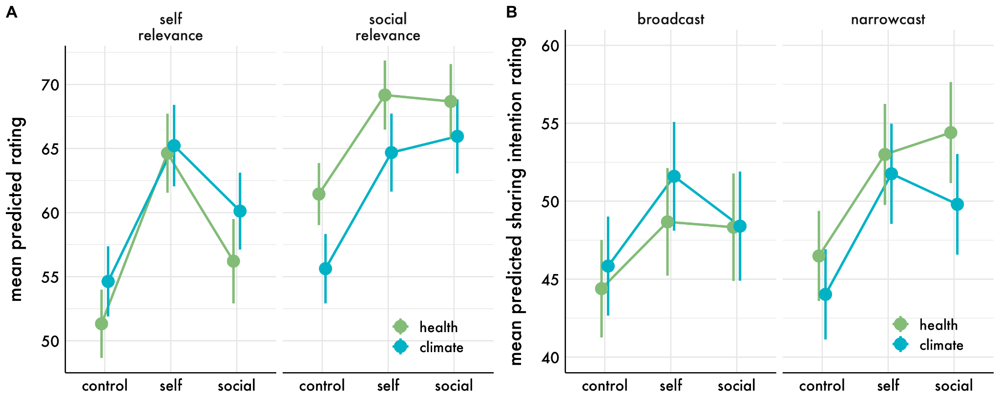 A
self
relevance
social
relevance
mean predicted rating
70
65
60
55
50
health
climate
control self social
control self social
B
broadcast
narrowcast
mean predicted sharing intention rating
60
55
50
45
40
health
climate
control self social
control self social